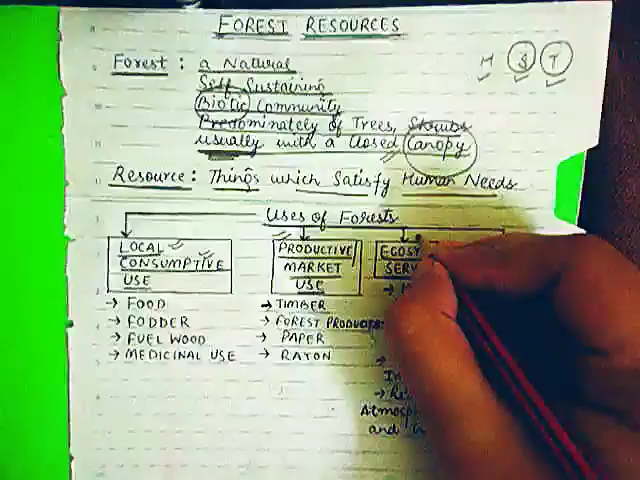 FOREST RESOURCES
H S T
Forest : a Natural
Self Sustaining
Biotic Community
Predominately of Trees, Shrubs
usually with a Closed Canopy
Resource : Things which Satisfy Human Needs
Uses of Forests
LOCAL
CONSUMPTIVE
USE
→ FOOD
→ FODDER
→ FUEL WOOD
→ MEDICINAL USE
PRODUCTIVE/
MARKET
USE
→ TIMBER
→ FOREST PRODUCTS
→ PAPER
→ RAYON
Atmosp
and